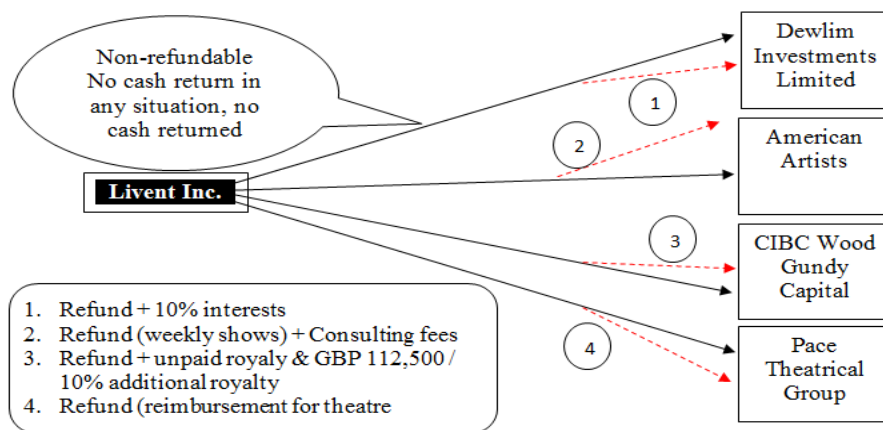 Non-refundable
No cash return in
any situation, no
cash returned
Livent Inc.
Dewlim
Investments
Limited
1
American
Artists
2
CIBC Wood
Gundy
Capital
3
Pace
Theatrical
Group
4
1. Refund + 10% interests
2. Refund (weekly shows) + Consulting fees
3. Refund + unpaid royaly & GBP 112,500 /
10% additional royalty
4. Refund (reimbursement for theatre